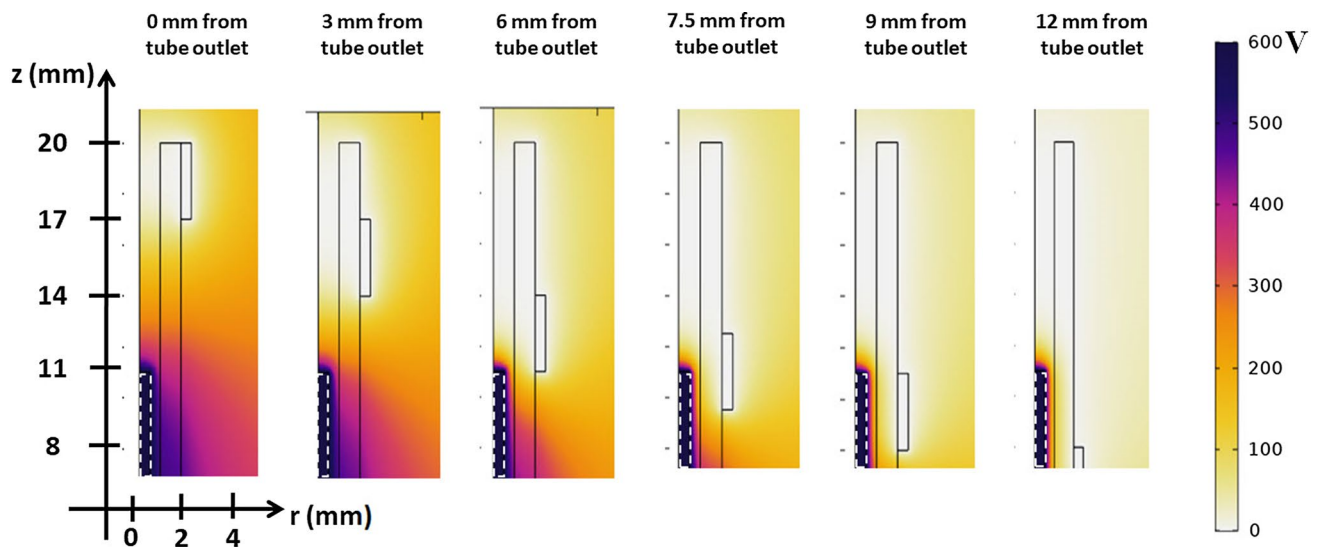 0 mm from
tube outlet
3 mm from
tube outlet
6 mm from
tube outlet
7.5 mm from
tube outlet
9 mm from
tube outlet
12 mm from
tube outlet
z (mm)
20
17
14
11
8
0
2
4
r (mm)
600 V
500
400
300
200
100
0